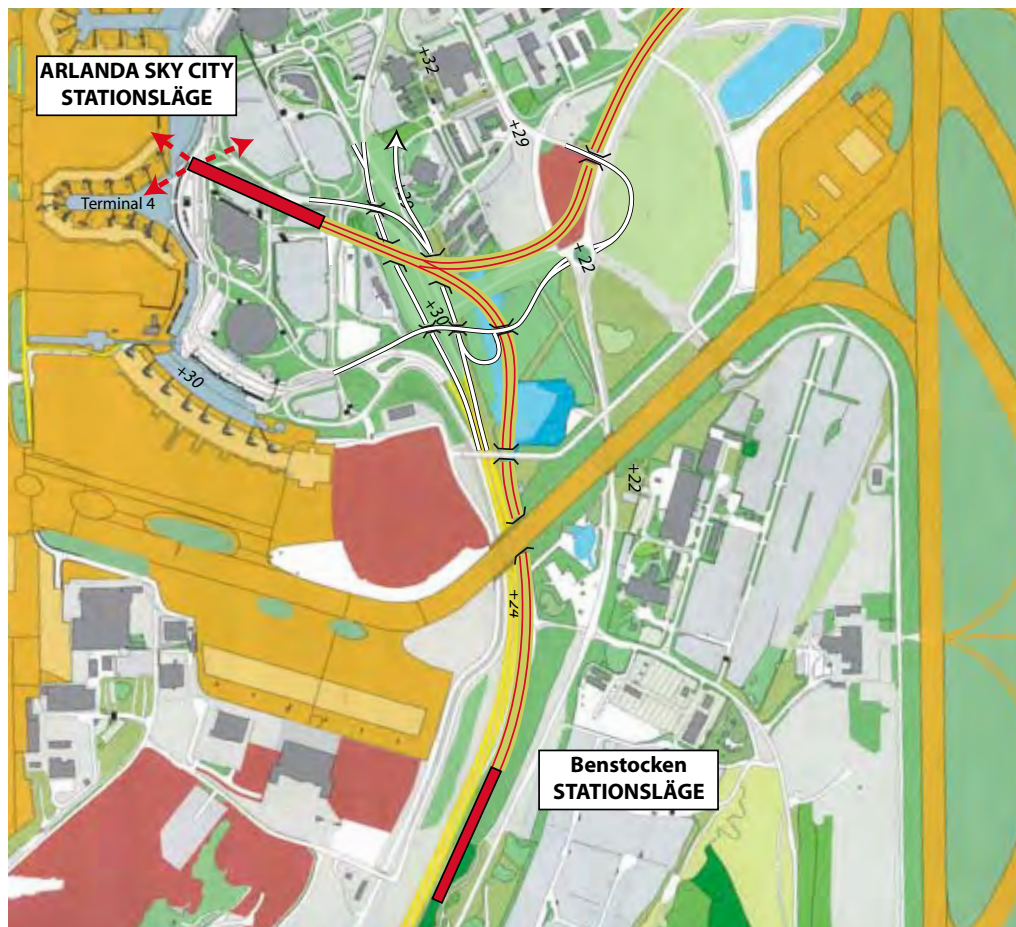 ARLANDA SKY CITY
STATIONSLÄGE
+32
+29
Terminal 4
+22
+30
+30
+22
+24
Benstocken
STATIONSLÄGE